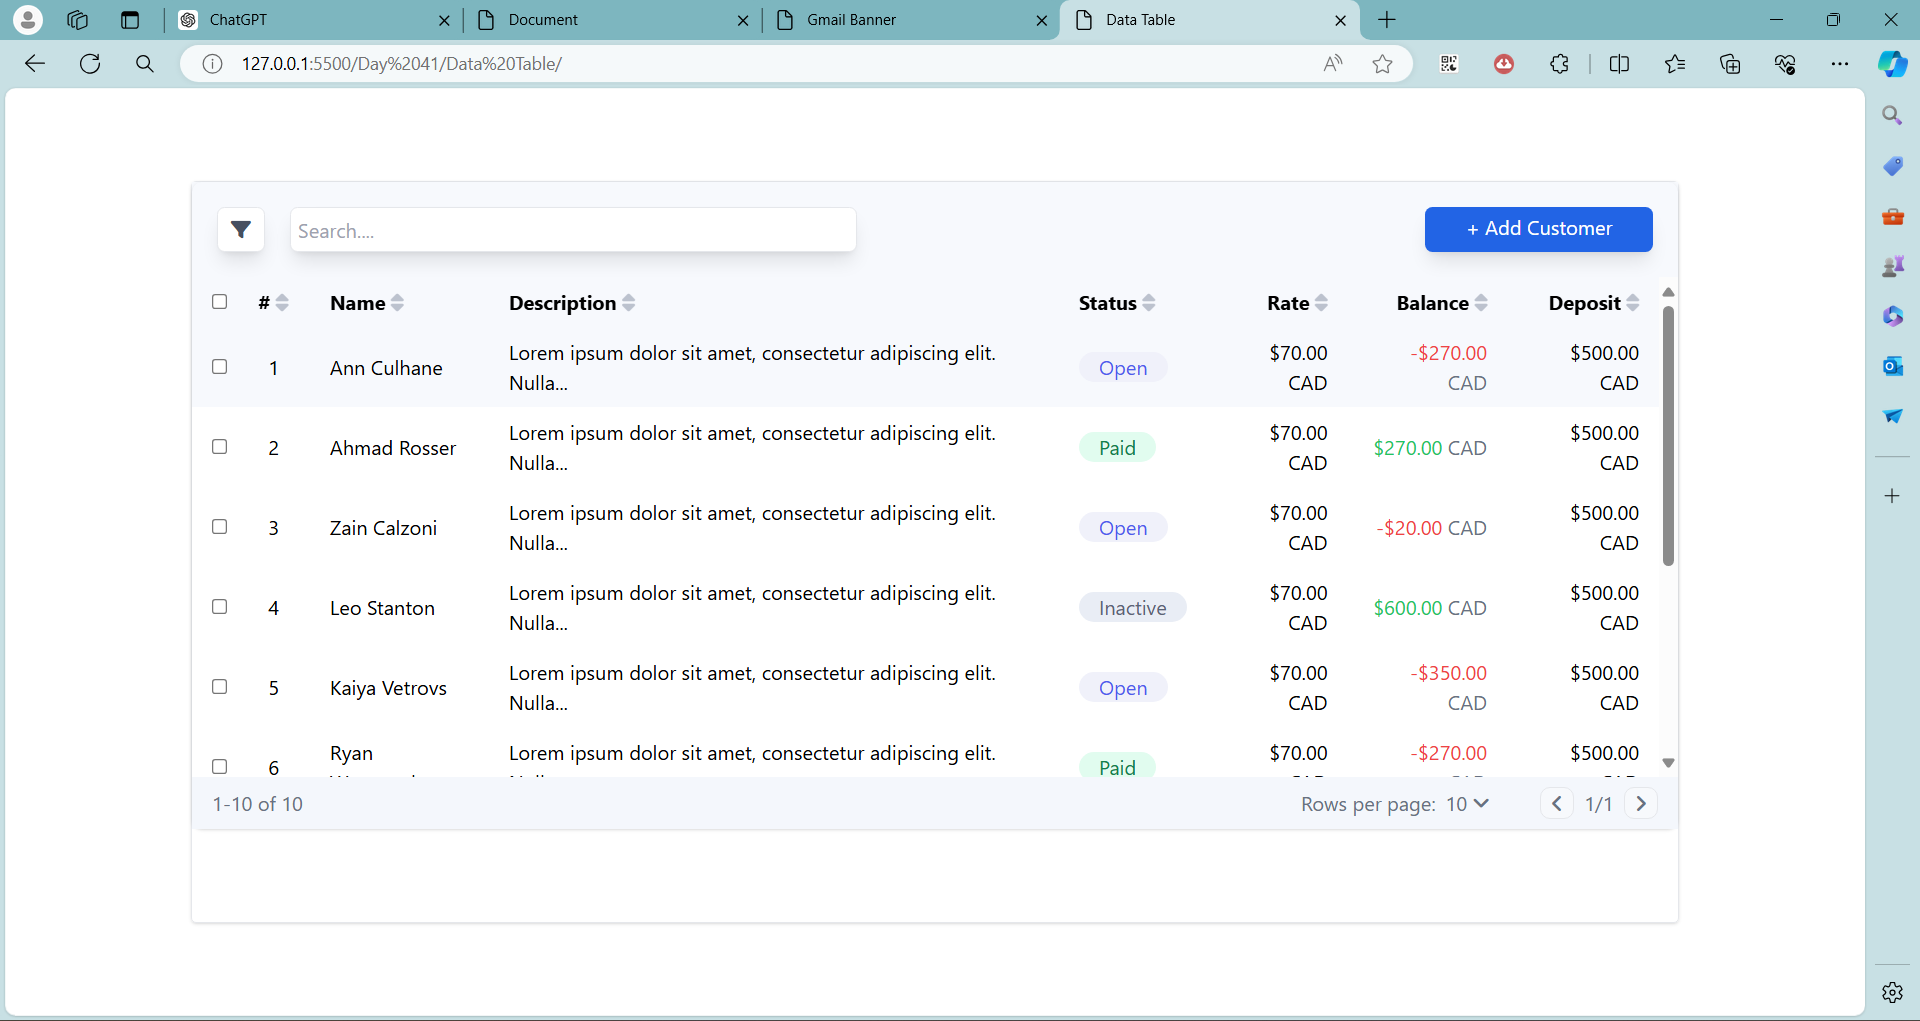 ChatGPT
Document
Gmail Banner
Data Table
127.0.0.1:5500/Day%2041/Data%20Table/
Search....
+ Add Customer
# Name Description Status Rate Balance Deposit
1 Ann Culhane Lorem ipsum dolor sit amet, consectetur adipiscing elit. Open $70.00 -$270.00 $500.00
Nulla... CAD CAD CAD
2 Ahmad Rosser Lorem ipsum dolor sit amet, consectetur adipiscing elit. Paid $70.00 $270.00 CAD $500.00
Nulla... CAD CAD
3 Zain Calzoni Lorem ipsum dolor sit amet, consectetur adipiscing elit. Open $70.00 -$20.00 CAD $500.00
Nulla... CAD CAD
4 Leo Stanton Lorem ipsum dolor sit amet, consectetur adipiscing elit. Inactive $70.00 $600.00 CAD $500.00
Nulla... CAD CAD
5 Kaiya Vetrovs Lorem ipsum dolor sit amet, consectetur adipiscing elit. Open $70.00 -$350.00 $500.00
Nulla... CAD CAD CAD
6 Ryan Lorem ipsum dolor sit amet, consectetur adipiscing elit. Paid $70.00 -$270.00 $500.00
1-10 of 10 Rows per page: 10 1/1